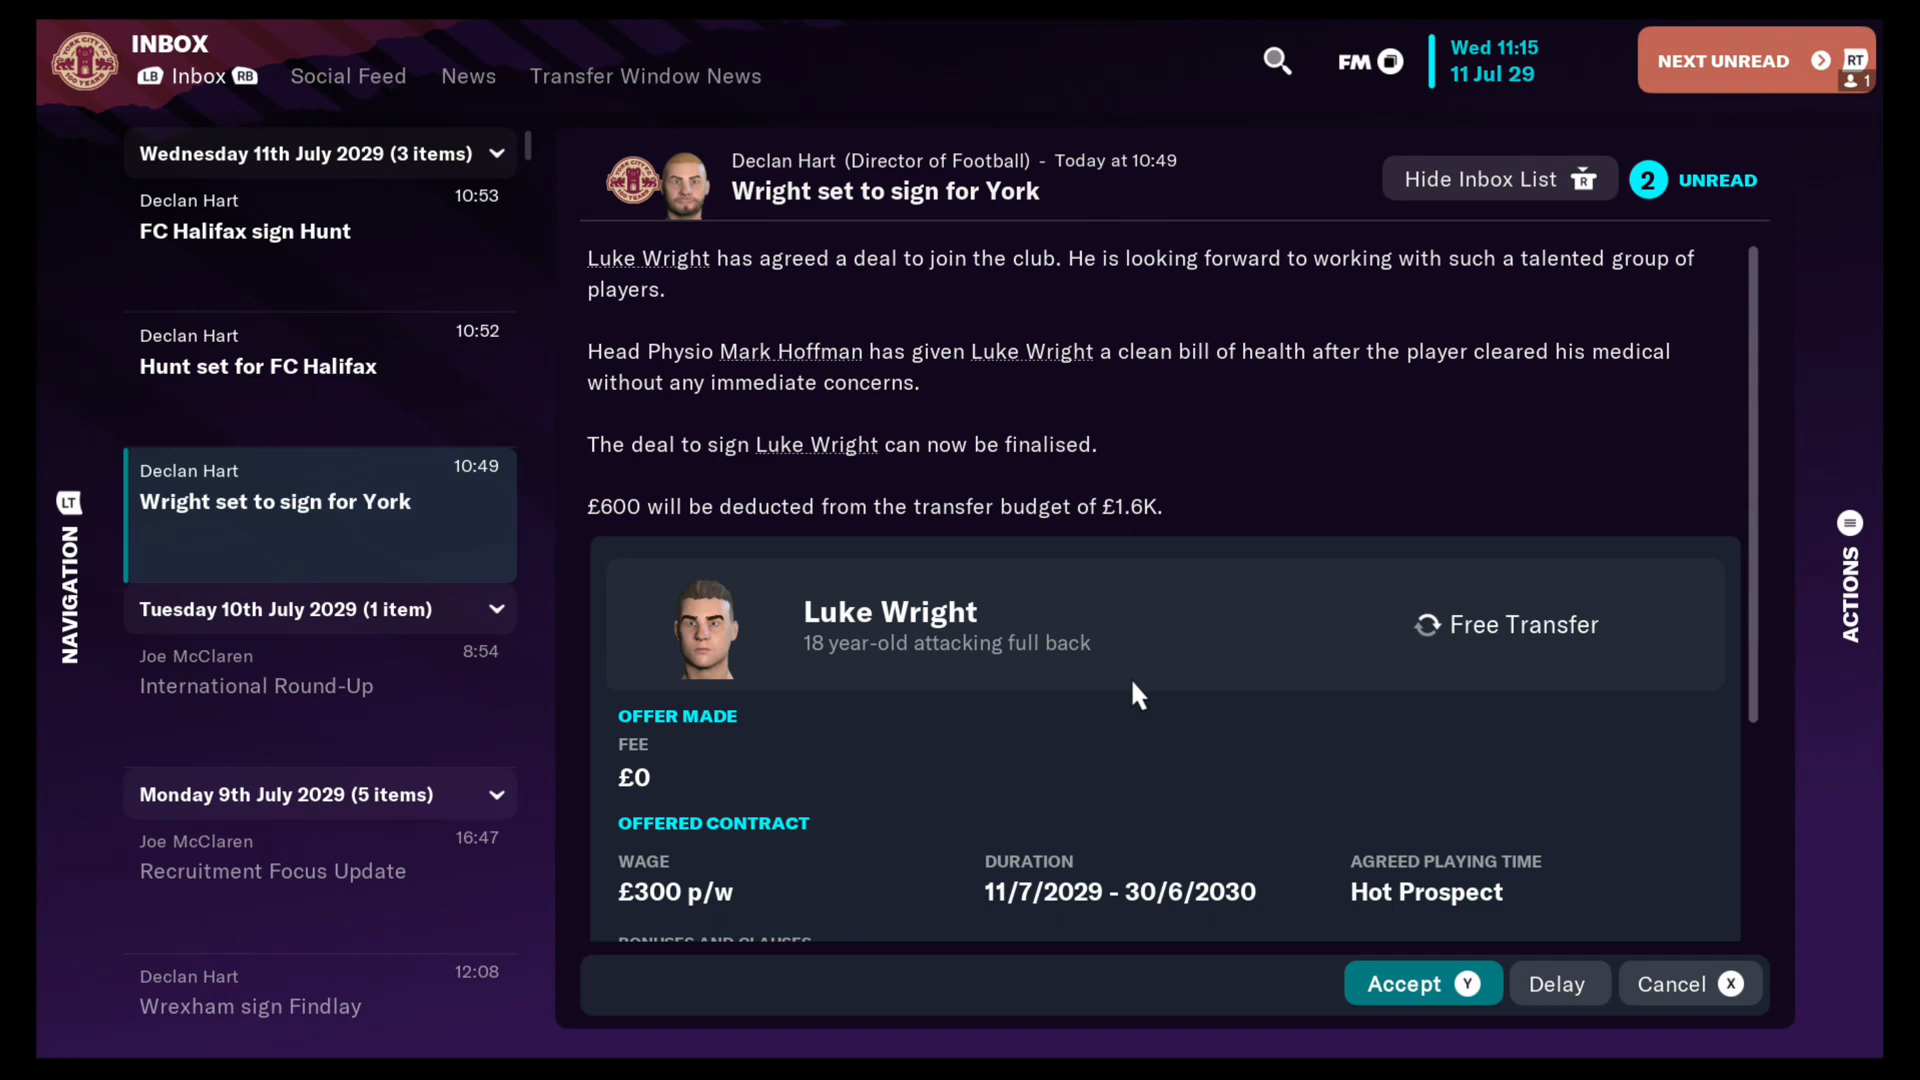 INBOX
LB Inbox RB Social Feed News Transfer Window News
FM
Wed 11:15
11 Jul 29
NEXT UNREAD RT
1
YORK CITY F.C.
100 YEARS
Wednesday 11th July 2029 (3 items)
Declan Hart 10:53
FC Halifax sign Hunt
Declan Hart 10:52
Hunt set for FC Halifax
Declan Hart 10:49
Wright set to sign for York
Tuesday 10th July 2029 (1 item)
Joe McClaren 8:54
International Round-Up
Monday 9th July 2029 (5 items)
Joe McClaren 16:47
Recruitment Focus Update
Declan Hart 12:08
Wrexham sign Findlay
LT
NAVIGATION
Declan Hart (Director of Football) - Today at 10:49
Wright set to sign for York
Hide Inbox List R
2 UNREAD
Luke Wright has agreed a deal to join the club. He is looking forward to working with such a talented group of
players.
Head Physio Mark Hoffman has given Luke Wright a clean bill of health after the player cleared his medical
without any immediate concerns.
The deal to sign Luke Wright can now be finalised.
£600 will be deducted from the transfer budget of £1.6K.
Luke Wright
18 year-old attacking full back
Free Transfer
OFFER MADE
FEE
£0
OFFERED CONTRACT
WAGE DURATION AGREED PLAYING TIME
£300 p/w 11/7/2029 - 30/6/2030 Hot Prospect
BONUSES AND CLAUSES
Accept Y Delay Cancel X
ACTIONS